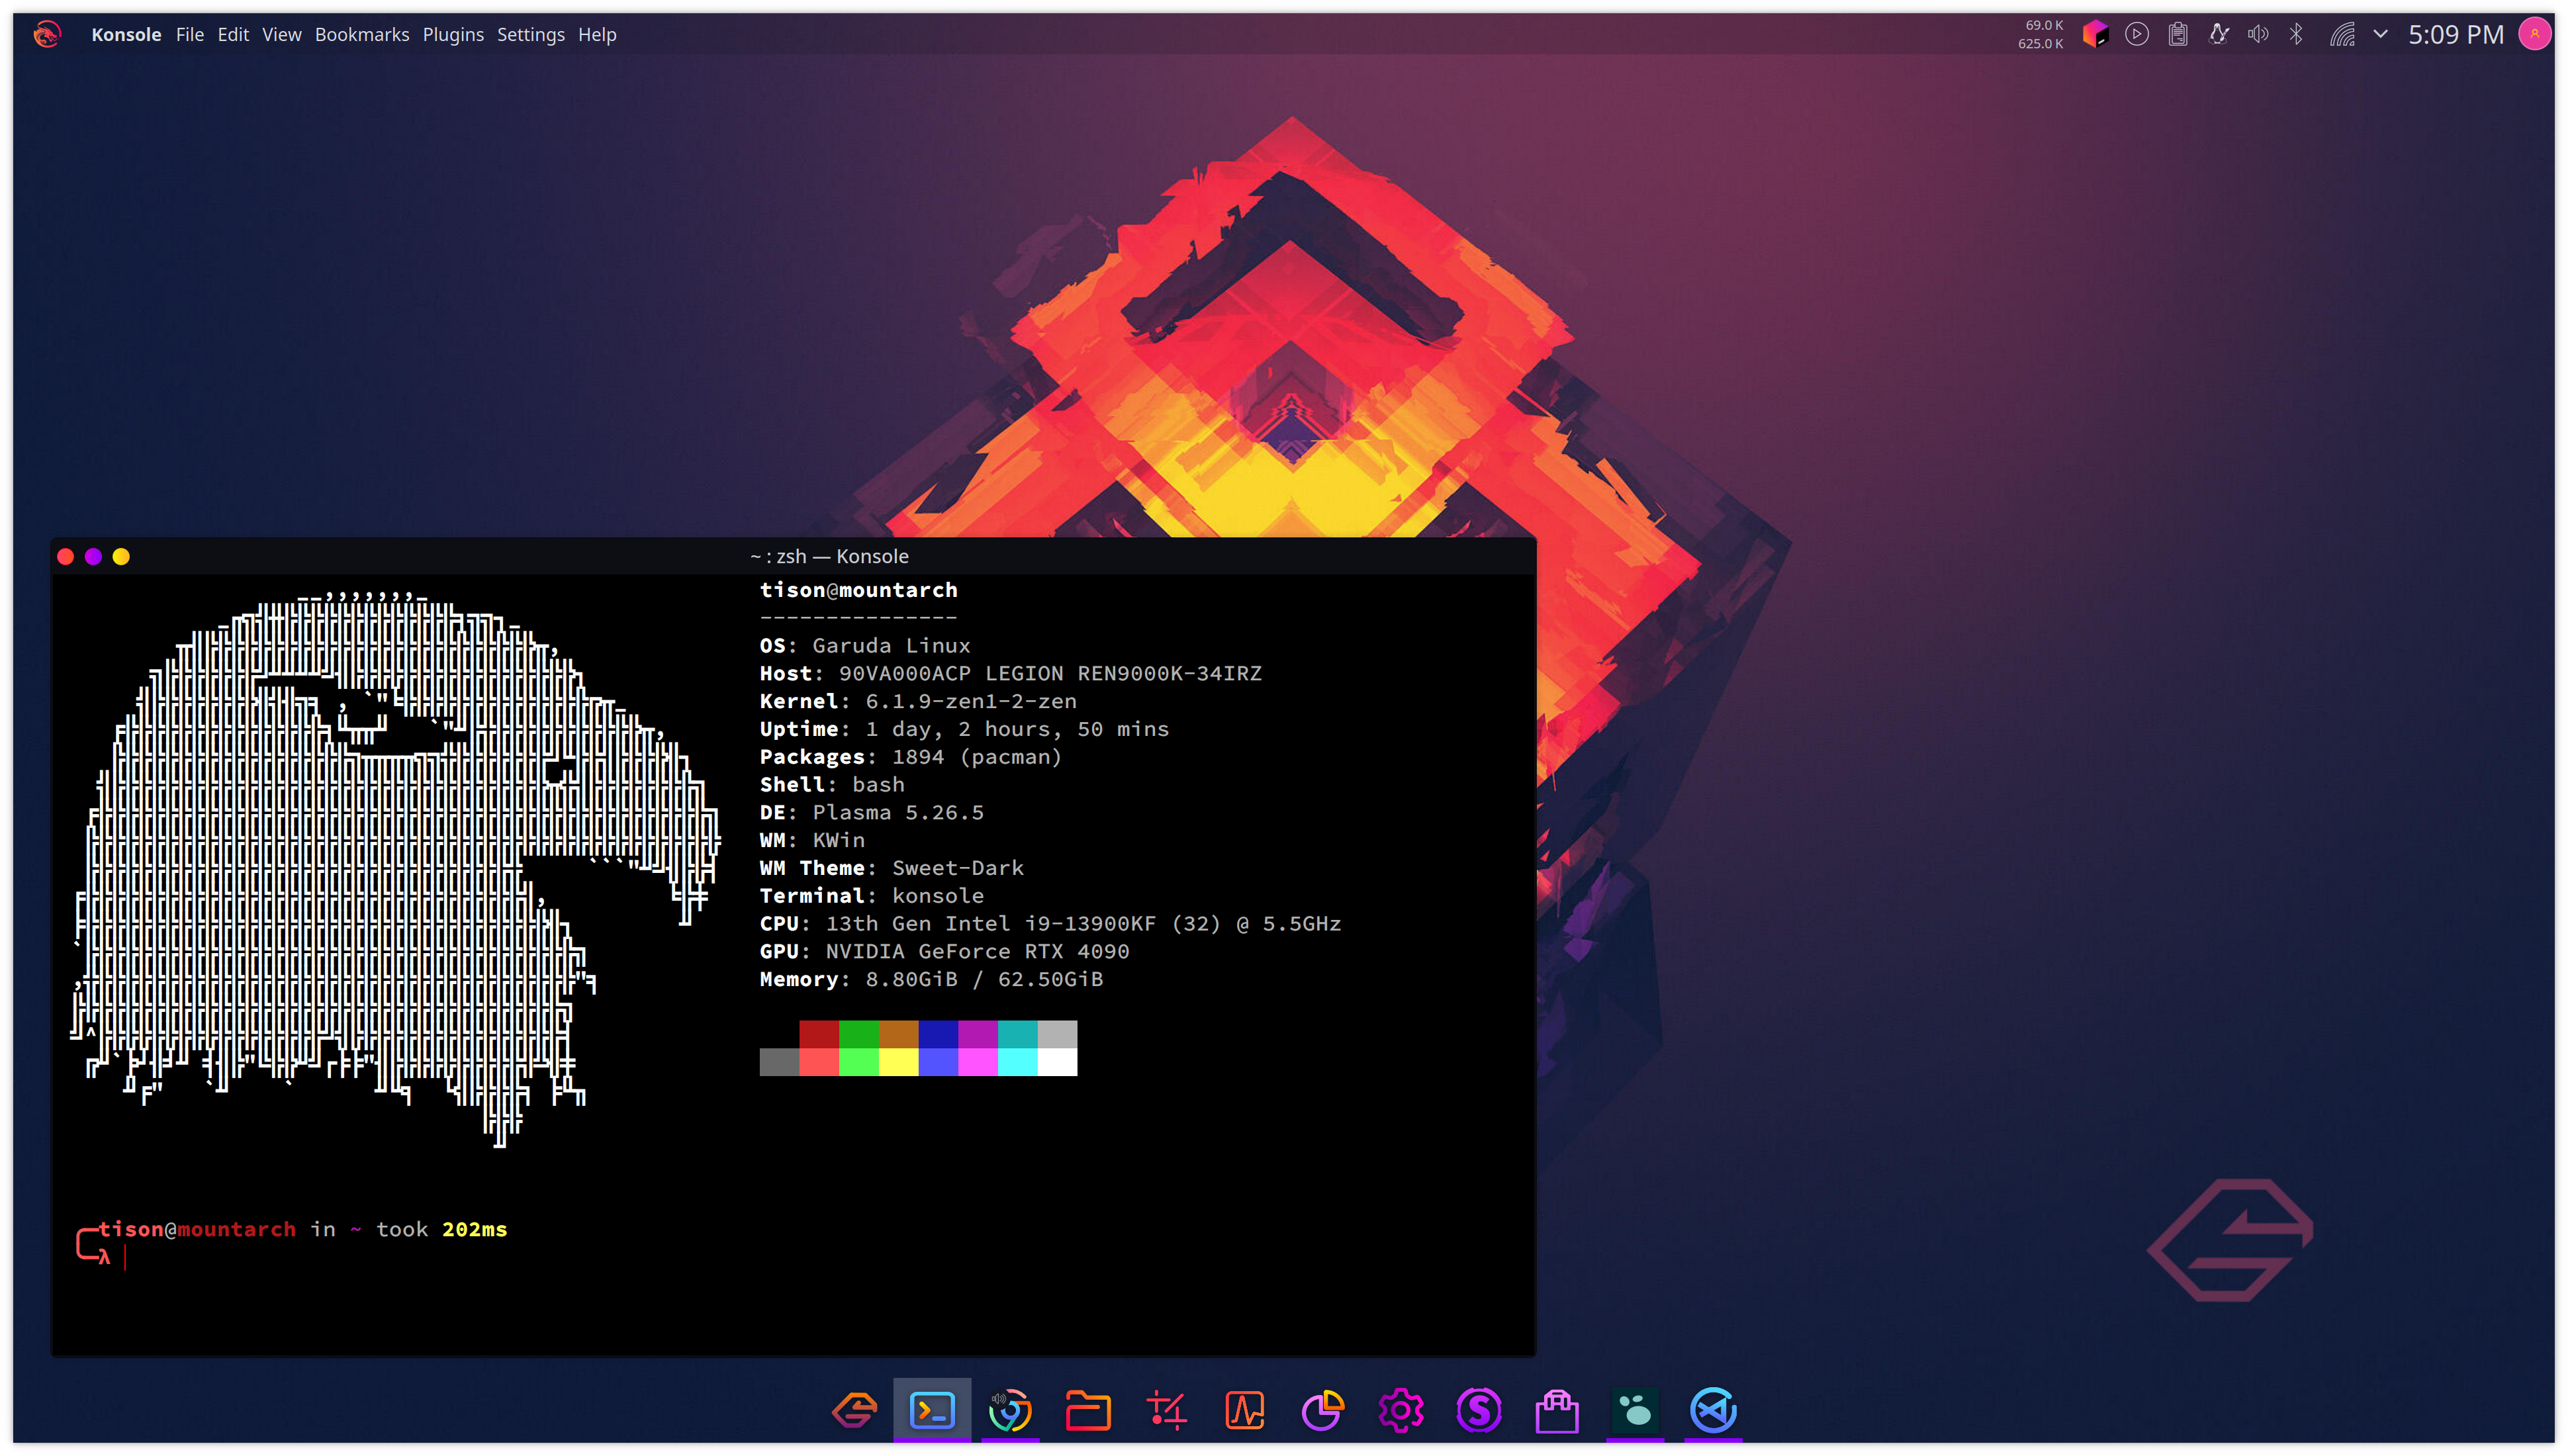 Konsole File Edit View Bookmarks Plugins Settings Help
69.0 K
625.0 K
5:09 PM
~ : zsh — Konsole
tison@mountarch
---------------
OS: Garuda Linux
Host: 90VA000ACP LEGION REN9000K-34IRZ
Kernel: 6.1.9-zen1-2-zen
Uptime: 1 day, 2 hours, 50 mins
Packages: 1894 (pacman)
Shell: bash
DE: Plasma 5.26.5
WM: KWin
WM Theme: Sweet-Dark
Terminal: konsole
CPU: 13th Gen Intel i9-13900KF (32) @ 5.5GHz
GPU: NVIDIA GeForce RTX 4090
Memory: 8.80GiB / 62.50GiB
tison@mountarch in ~ took 202ms
λ